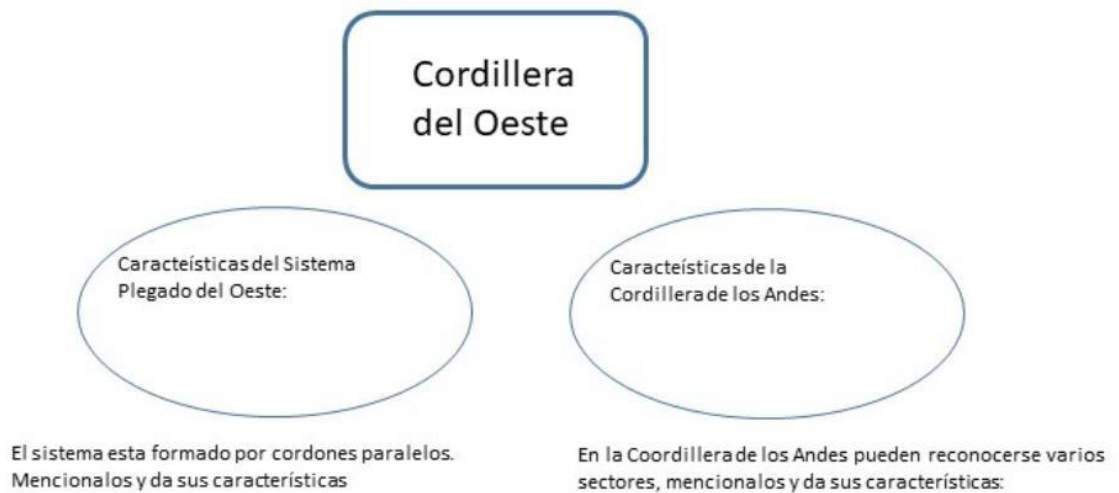 Cordillera
del Oeste
Caracteísticas del Sistema
Plegado del Oeste:
Caracteísticas de la
Cordillera de los Andes:
El sistema esta formado por cordones paralelos.
Mencionalos y da sus características
En la Coordillera de los Andes pueden reconocerse varios
sectores, mencionalos y da sus características: